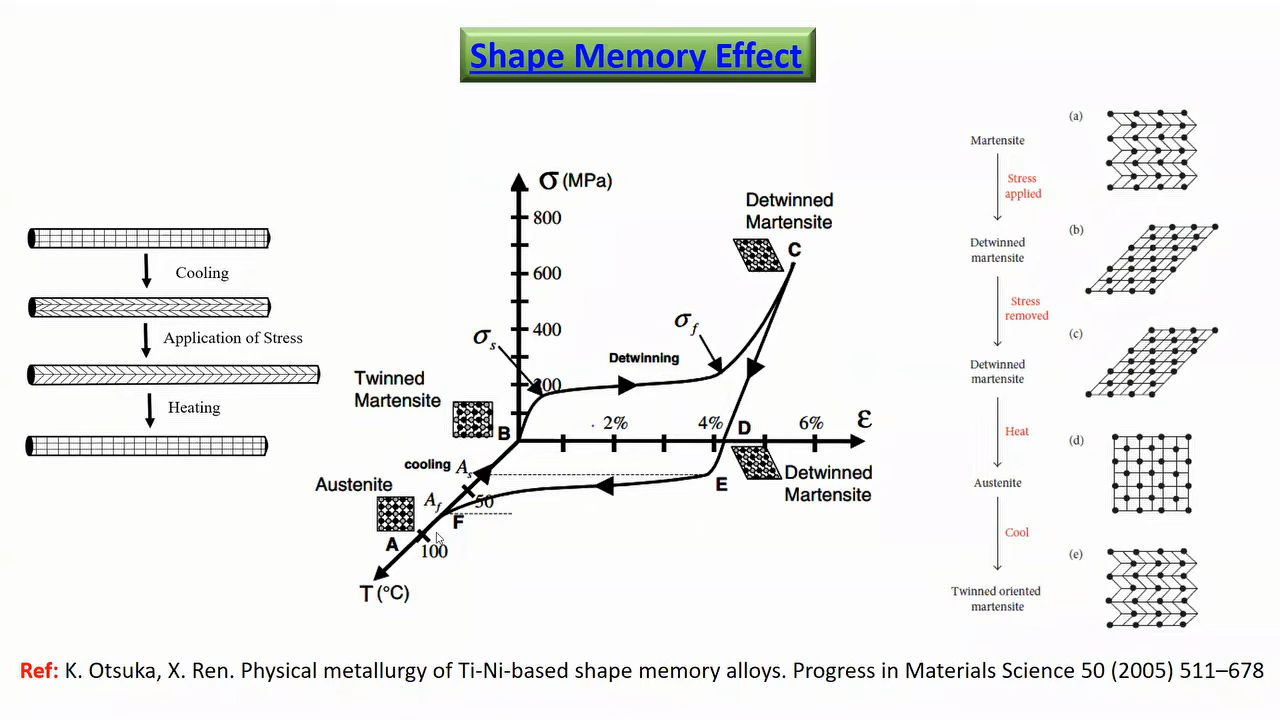 Shape Memory Effect
Cooling
Application of Stress
Heating
σ (MPa)
800
600
400
200
σs
σf
Detwinning
Detwinned
Martensite
C
2%
4%
6%
D
ε
Twinned
Martensite
B
cooling
As
Af
50
E
F
Detwinned
Martensite
Austenite
A
100
T (°C)
Martensite
Stress
applied
Detwinned
martensite
Stress
removed
Detwinned
martensite
Heat
Austenite
Cool
Twinned oriented
martensite
(a)
(b)
(c)
(d)
(e)
Ref: K. Otsuka, X. Ren. Physical metallurgy of Ti-Ni-based shape memory alloys. Progress in Materials Science 50 (2005) 511–678